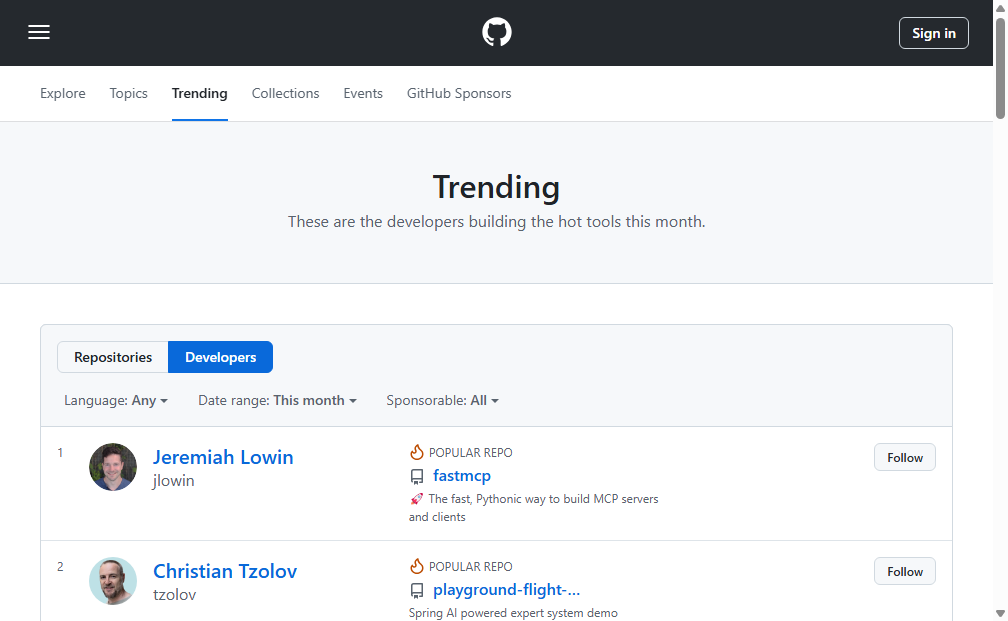 Sign in
Explore Topics Trending Collections Events GitHub Sponsors
Trending
These are the developers building the hot tools this month.
Repositories Developers
Language: Any Date range: This month Sponsorable: All
1
Jeremiah Lowin
jlowin
POPULAR REPO
fastmcp
🚀 The fast, Pythonic way to build MCP servers
and clients
Follow
2
Christian Tzolov
tzolov
POPULAR REPO
playground-flight-...
Spring AI powered expert system demo
Follow